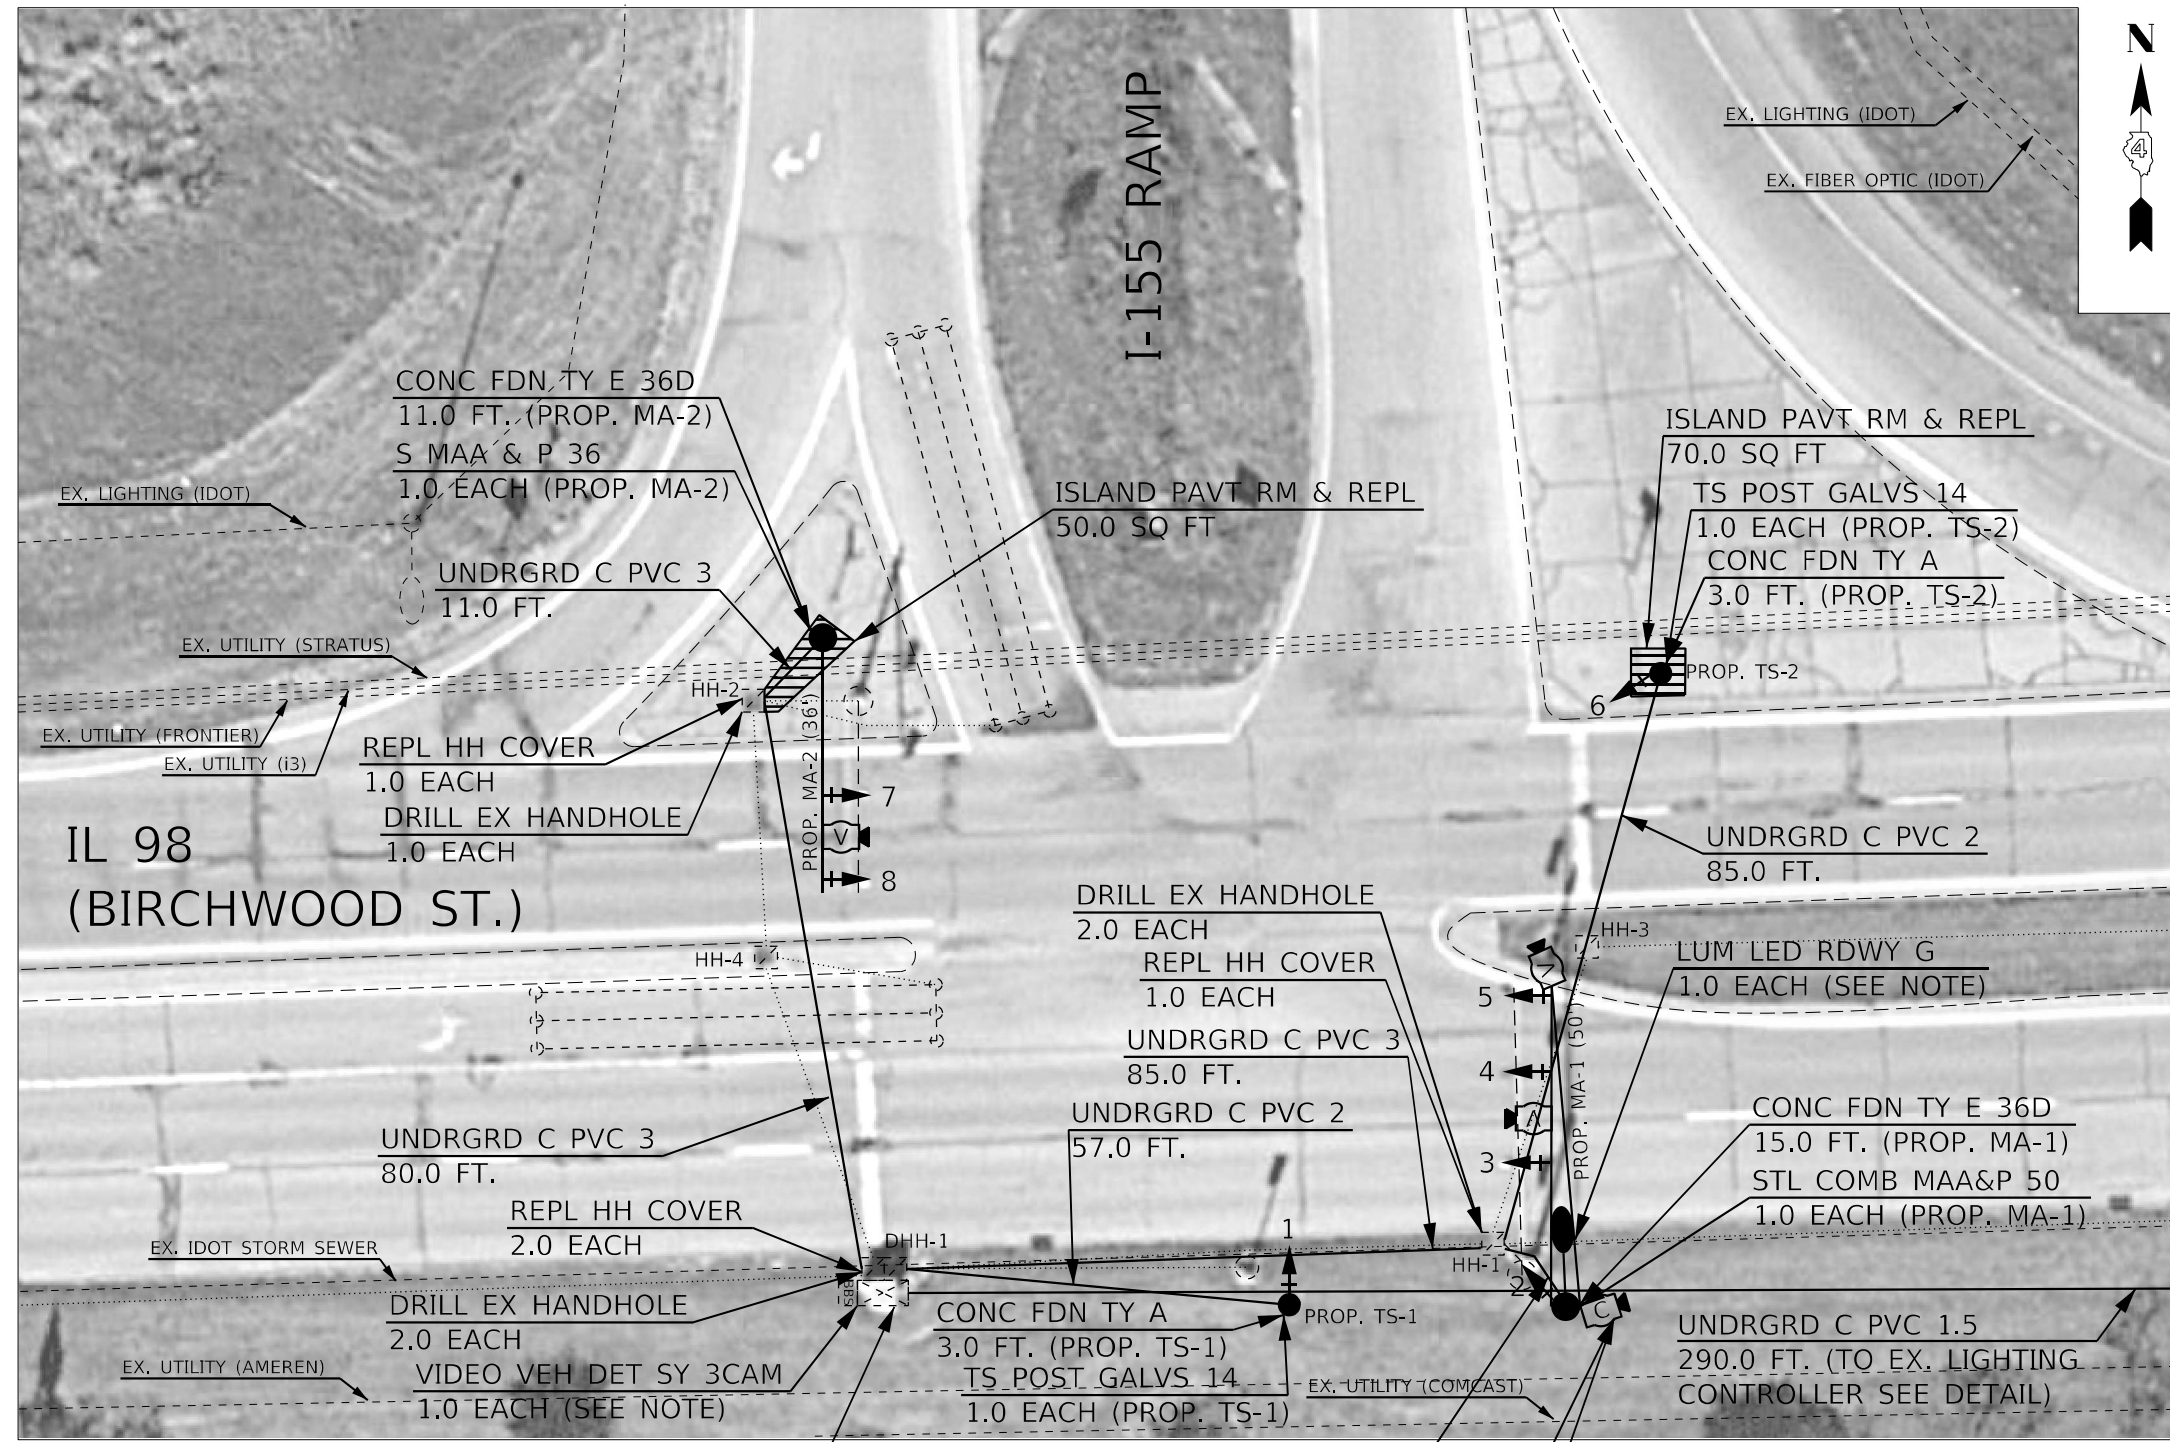 N
4
EX. LIGHTING (IDOT)
EX. FIBER OPTIC (IDOT)
I-155 RAMP
CONC FDN TY E 36D
11.0 FT. (PROP. MA-2)
S MAA & P 36
1.0 EACH (PROP. MA-2)
EX. LIGHTING (IDOT)
ISLAND PAVT RM & REPL
50.0 SQ FT
ISLAND PAVT RM & REPL
70.0 SQ FT
TS POST GALVS 14
1.0 EACH (PROP. TS-2)
CONC FDN TY A
3.0 FT. (PROP. TS-2)
UNDRGRD C PVC 3
11.0 FT.
EX. UTILITY (STRATUS)
HH-2
PROP. TS-2
6
EX. UTILITY (FRONTIER)
EX. UTILITY (i3)
REPL HH COVER
1.0 EACH
DRILL EX HANDHOLE
1.0 EACH
PROP. MA-2 (36')
7
V
8
IL 98
(BIRCHWOOD ST.)
UNDRGRD C PVC 2
85.0 FT.
DRILL EX HANDHOLE
2.0 EACH
REPL HH COVER
1.0 EACH
HH-3
HH-4
V
LUM LED RDWY G
1.0 EACH (SEE NOTE)
5
UNDRGRD C PVC 3
85.0 FT.
4
PROP. MA-1 (50')
V
3
UNDRGRD C PVC 2
57.0 FT.
CONC FDN TY E 36D
15.0 FT. (PROP. MA-1)
UNDRGRD C PVC 3
80.0 FT.
STL COMB MAA&P 50
1.0 EACH (PROP. MA-1)
REPL HH COVER
2.0 EACH
EX. IDOT STORM SEWER
DHH-1
1
HH-1
2
BBS
C
DRILL EX HANDHOLE
2.0 EACH
CONC FDN TY A
3.0 FT. (PROP. TS-1)
PROP. TS-1
UNDRGRD C PVC 1.5
290.0 FT. (TO EX. LIGHTING
CONTROLLER SEE DETAIL)
EX. UTILITY (AMEREN)
VIDEO VEH DET SY 3CAM
1.0 EACH (SEE NOTE)
TS POST GALVS 14
1.0 EACH (PROP. TS-1)
EX. UTILITY (COMCAST)